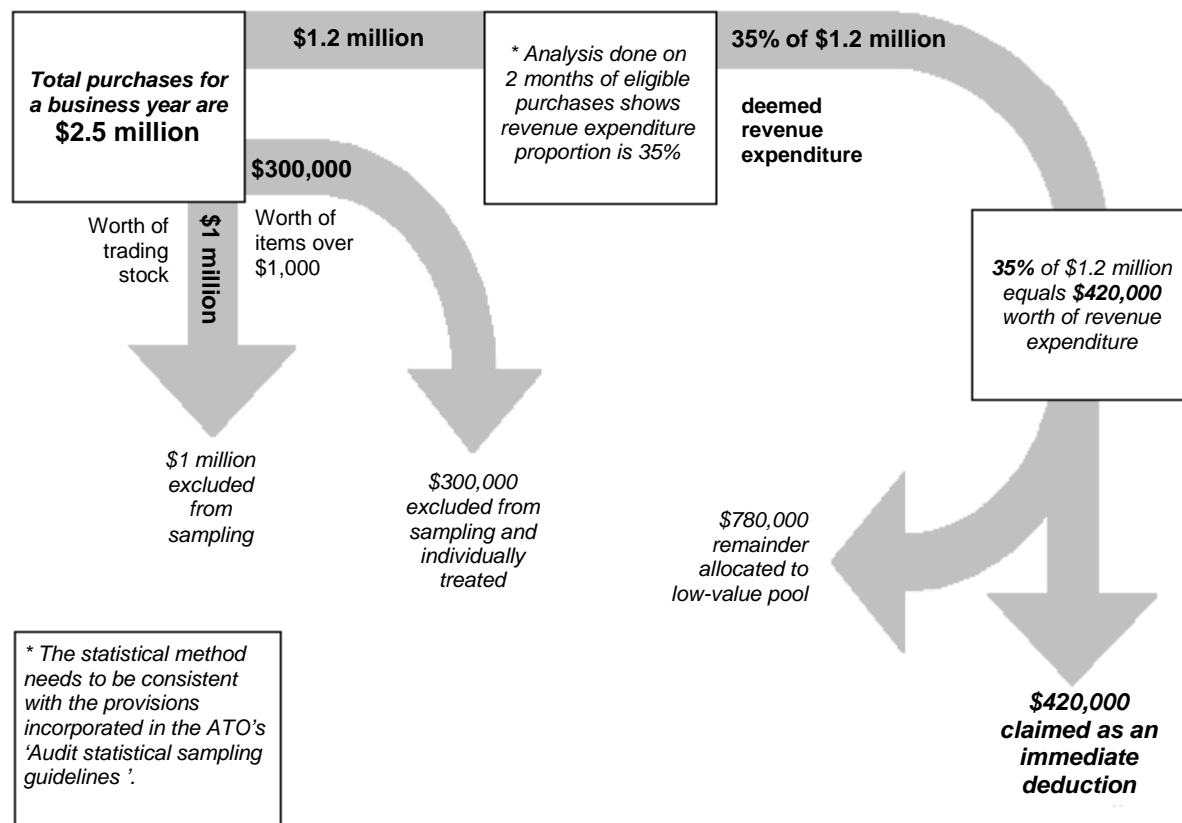 Total purchases for
a business year are
$2.5 million
$1.2 million
* Analysis done on
2 months of eligible
purchases shows
revenue expenditure
proportion is 35%
35% of $1.2 million
deemed
revenue
expenditure
$300,000
Worth of
trading
stock
$1 million
Worth of
items over
$1,000
35% of $1.2 million
equals $420,000
worth of revenue
expenditure
$1 million
excluded
from
sampling
$300,000
excluded from
sampling and
individually
treated
$780,000
remainder
allocated to
low-value pool
* The statistical method
needs to be consistent
with the provisions
incorporated in the ATO's
‘Audit statistical sampling
guidelines ’.
$420,000
claimed as an
immediate
deduction